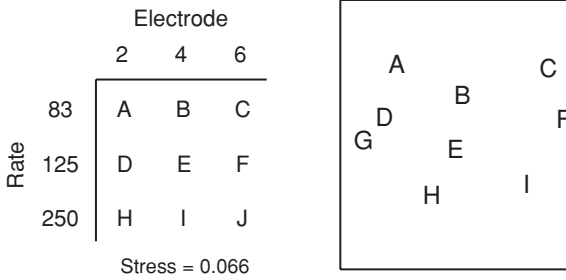 Electrode
2 4 6
Rate
83 A B C
125 D E F
250 H I J
Stress = 0.066
A
C
B
D
F
G
E
I
H